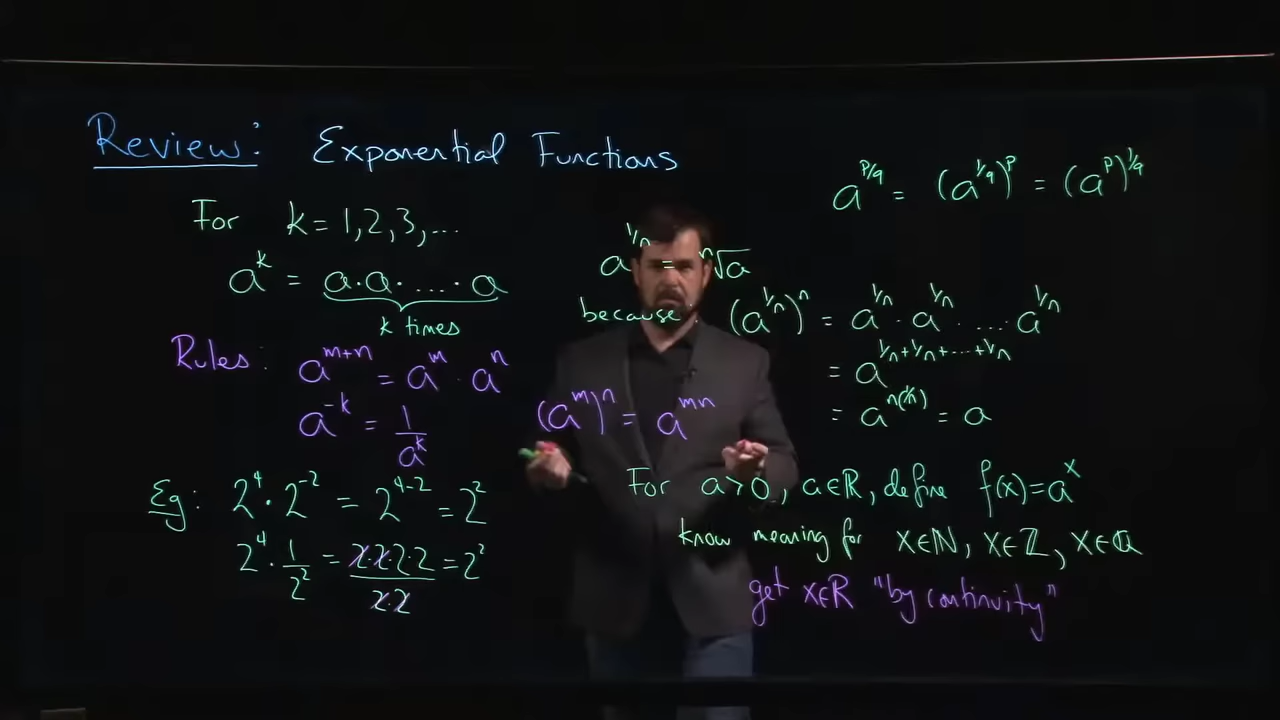 Review: Exponential Functions
For k = 1,2,3,...
a^k = a·a·....·a
k times
Rules: a^{m+n} = a^m · a^n
a^{-k} = 1/a^k
(a^m)^n = a^{mn}
Eg: 2^4 · 2^{-2} = 2^{4-2} = 2^2
2^4 · 1/2^2 = 2·2·2·2/2·2 = 2^2
a^{1/n} = ^n√a
because: (a^{1/n})^n = a^{1/n} · a^{1/n} · .... · a^{1/n}
= a^{1/n+1/n+...+1/n}
= a^{n(1/n)} = a
a^{p/q} = (a^{1/q})^p = (a^p)^{1/q}
For a>0, a∈ℝ, define f(x)=a^x
know meaning for x∈ℕ, x∈ℤ, x∈ℚ
get x∈ℝ "by continuity"